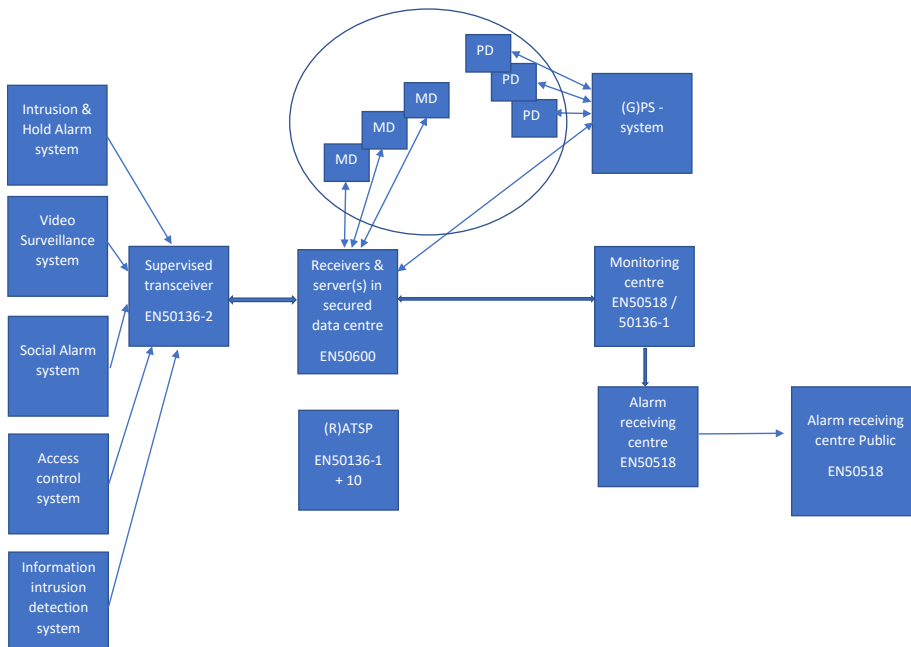 Intrusion &
Hold Alarm
system
Video
Surveillance
system
Social Alarm
system
Access
control
system
Information
intrusion
detection
system
Supervised
transceiver
EN50136-2
MD
MD
MD
PD
PD
PD
(G)PS -
system
Receivers &
server(s) in
secured
data centre
EN50600
(R)ATSP
EN50136-1
+ 10
Monitoring
centre
EN50518 /
50136-1
Alarm
receiving
centre
EN50518
Alarm receiving
centre Public
EN50518